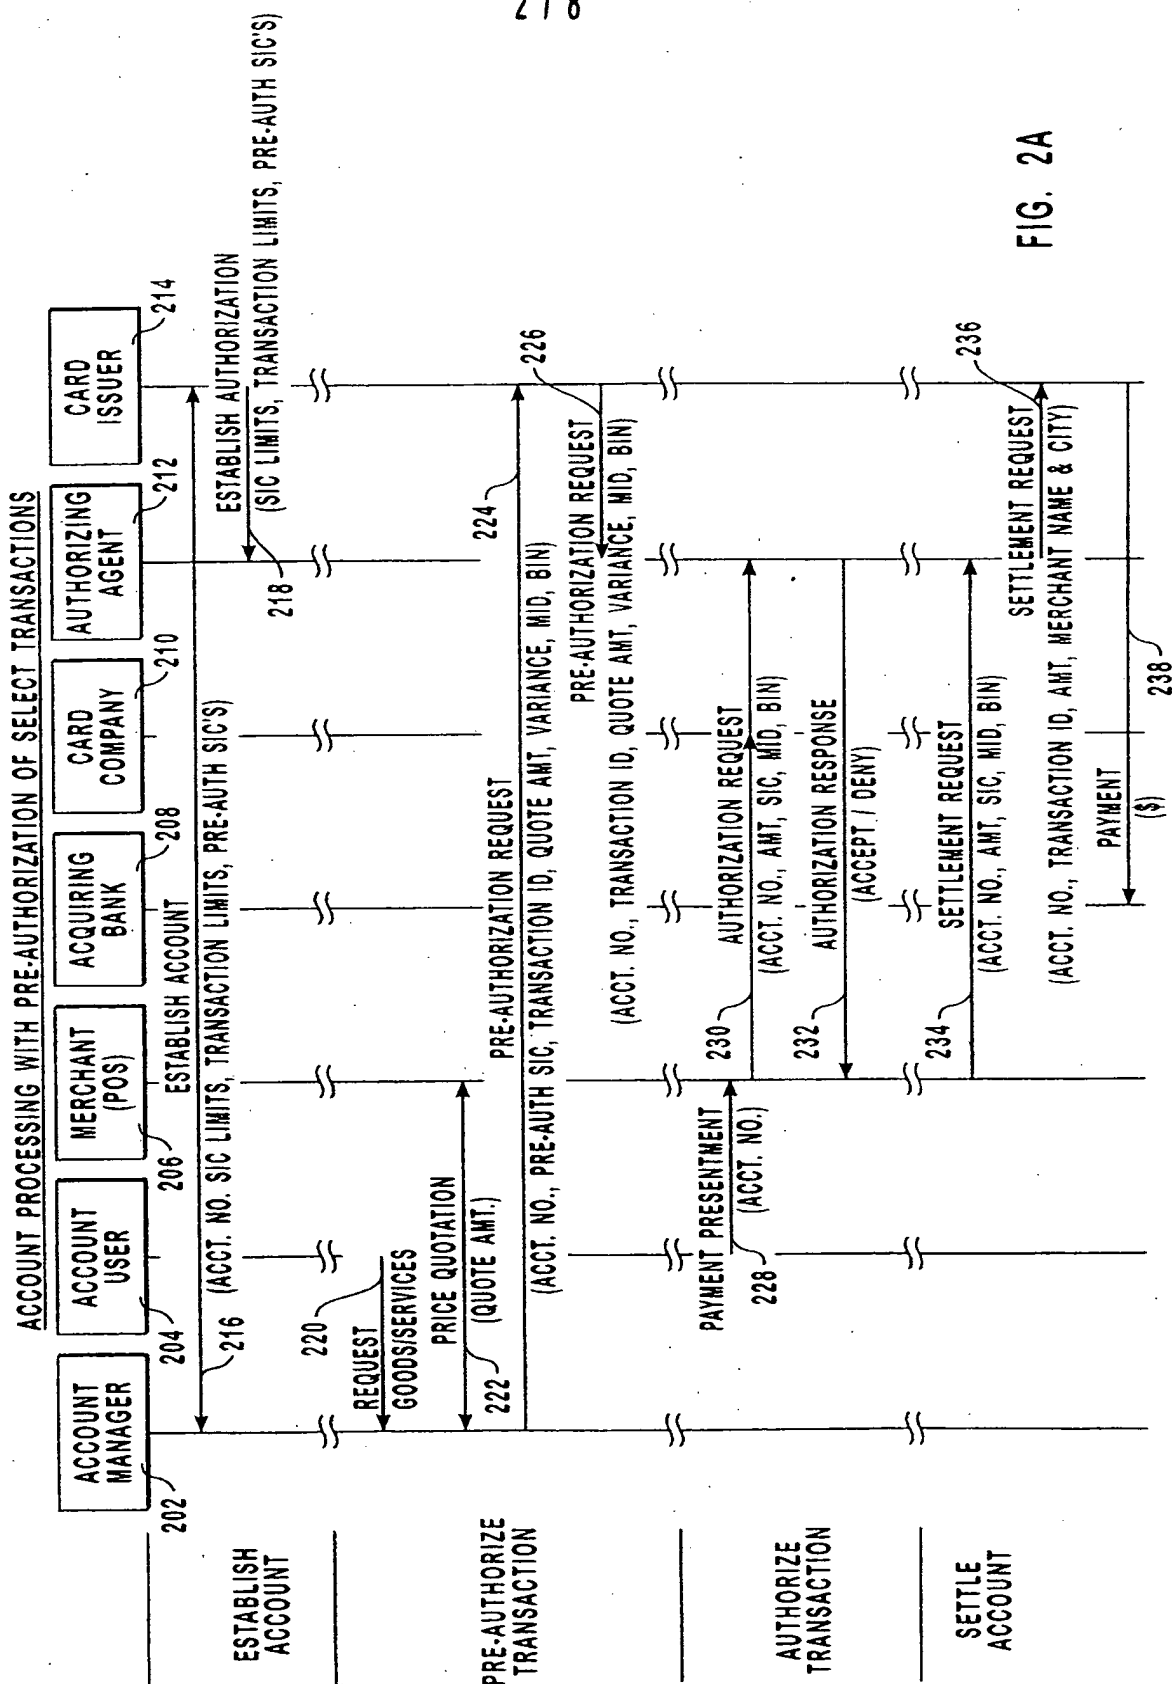 2 / 8
ACCOUNT PROCESSING WITH PRE-AUTHORIZATION OF SELECT TRANSACTIONS
ACCOUNT
MANAGER
202
ACCOUNT
USER
204
MERCHANT
(POS)
206
ACQUIRING
BANK
208
CARD
COMPANY
210
AUTHORIZING
AGENT
212
CARD
ISSUER
214
ESTABLISH
ACCOUNT
ESTABLISH ACCOUNT
216
(ACCT. NO. SIC LIMITS, TRANSACTION LIMITS, PRE-AUTH SIC'S)
ESTABLISH AUTHORIZATION
218
(SIC LIMITS, TRANSACTION LIMITS, PRE-AUTH SIC'S)
PRE-AUTHORIZE
TRANSACTION
220
REQUEST
GOODS/SERVICES
PRICE QUOTATION
222
(QUOTE AMT.)
PRE-AUTHORIZATION REQUEST
224
(ACCT. NO., PRE-AUTH SIC, TRANSACTION ID, QUOTE AMT, VARIANCE, MID, BIN)
226
PRE-AUTHORIZATION REQUEST
(ACCT. NO., TRANSACTION ID, QUOTE AMT, VARIANCE, MID, BIN)
AUTHORIZE
TRANSACTION
PAYMENT PRESENTMENT
(ACCT. NO.)
228
230
AUTHORIZATION REQUEST
(ACCT. NO., AMT, SIC, MID, BIN)
232
AUTHORIZATION RESPONSE
(ACCEPT / DENY)
SETTLE
ACCOUNT
234
SETTLEMENT REQUEST
(ACCT. NO., AMT, SIC, MID, BIN)
236
SETTLEMENT REQUEST
(ACCT. NO., TRANSACTION ID, AMT, MERCHANT NAME & CITY)
PAYMENT
($)
238
FIG. 2A